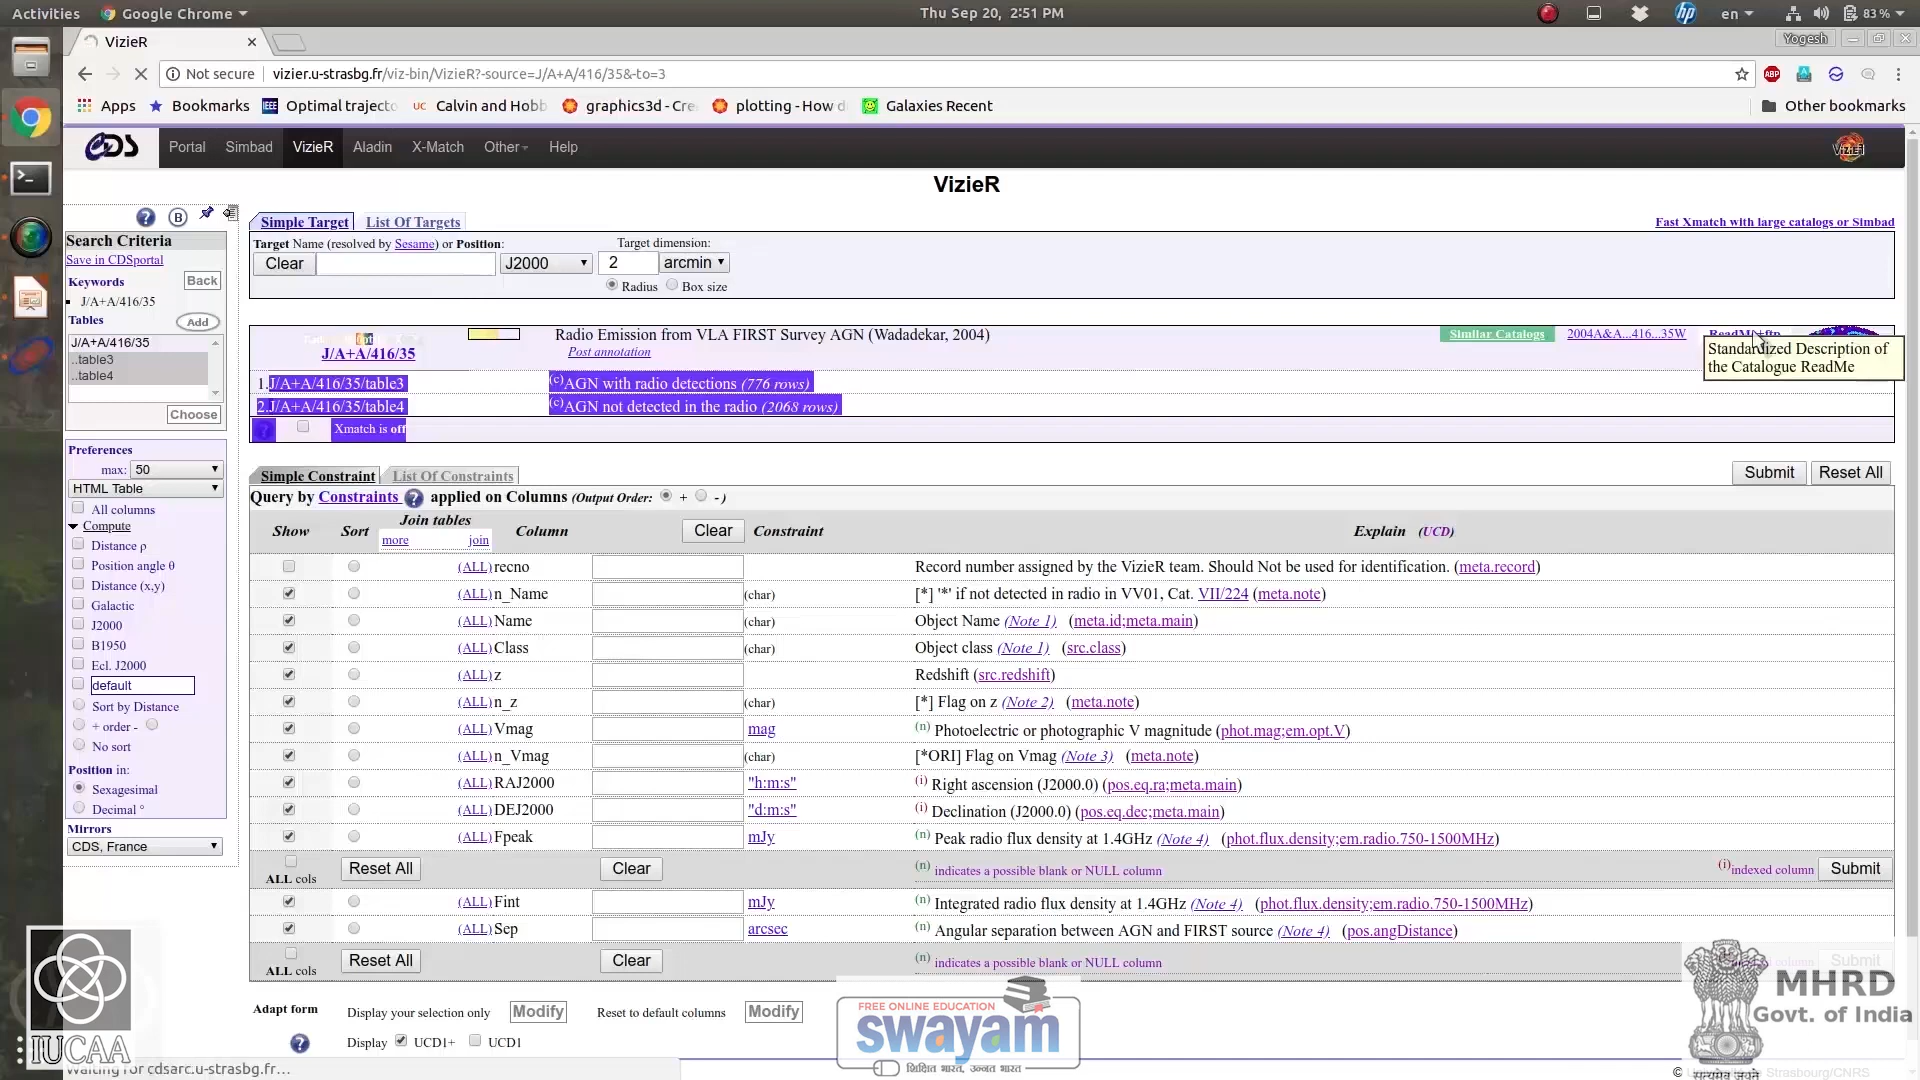 Activities Google Chrome Thu Sep 20, 2:51 PM en 83 %
VizieR Yogesh
Not secure vizier.u-strasbg.fr/viz-bin/VizieR?-source=J/A+A/416/35&-to=3
Apps Bookmarks IEEE Optimal trajecto UC Calvin and Hobb graphics3d - Cre plotting - How d Galaxies Recent Other bookmarks
CDS Portal Simbad VizieR Aladin X-Match Other Help
VizieR
Simple Target List Of Targets Fast Xmatch with large catalogs or Simbad
Target Name (resolved by Sesame) or Position: Target dimension:
Clear J2000 2 arcmin
Radius Box size
Search Criteria
Save in CDSportal
Keywords Back
J/A+A/416/35
Tables Add
J/A+A/416/35
..table3
..table4
Choose
Preferences
max: 50
HTML Table
All columns
Compute
Distance ρ
Position angle θ
Distance (x,y)
Galactic
J2000
B1950
Ecl. J2000
default
Sort by Distance
+ order -
No sort
Position in:
Sexagesimal
Decimal °
Mirrors
CDS, France
J/A+A/416/35 Radio Emission from VLA FIRST Survey AGN (Wadadekar, 2004) Similar Catalogs 2004A&A...416...35W
Post annotation
Standardized Description of
the Catalogue ReadMe
1.J/A+A/416/35/table3 (c)AGN with radio detections (776 rows)
2.J/A+A/416/35/table4 (c)AGN not detected in the radio (2068 rows)
Xmatch is off
Simple Constraint List Of Constraints Submit Reset All
Query by Constraints ? applied on Columns (Output Order: + - )
Show Sort Join tables Column Clear Constraint Explain (UCD)
more join
(ALL) recno Record number assigned by the VizieR team. Should Not be used for identification. (meta.record)
(ALL) n_Name (char) [*] '*' if not detected in radio in VV01, Cat. VII/224 (meta.note)
(ALL) Name (char) Object Name (Note 1) (meta.id;meta.main)
(ALL) Class (char) Object class (Note 1) (src.class)
(ALL) z Redshift (src.redshift)
(ALL) n_z (char) [*] Flag on z (Note 2) (meta.note)
(ALL) Vmag mag (n) Photoelectric or photographic V magnitude (phot.mag;em.opt.V)
(ALL) n_Vmag (char) [*ORI] Flag on Vmag (Note 3) (meta.note)
(ALL) RAJ2000 "h:m:s" (i) Right ascension (J2000.0) (pos.eq.ra;meta.main)
(ALL) DEJ2000 "d:m:s" (i) Declination (J2000.0) (pos.eq.dec;meta.main)
(ALL) Fpeak mJy (n) Peak radio flux density at 1.4GHz (Note 4) (phot.flux.density;em.radio.750-1500MHz)
ALL cols Reset All Clear (n) indicates a possible blank or NULL column (i)indexed column Submit
(ALL) Fint mJy (n) Integrated radio flux density at 1.4GHz (Note 4) (phot.flux.density;em.radio.750-1500MHz)
(ALL) Sep arcsec (n) Angular separation between AGN and FIRST source (Note 4) (pos.angDistance)
ALL cols Reset All Clear (n) indicates a possible blank or NULL column Submit
Adapt form Display your selection only Modify Reset to default columns Modify
Display UCD1+ UCD1
IUCAA
FREE ONLINE EDUCATION
swayam
शिक्षित भारत, उन्नत भारत
MHRD
Govt. of India
सत्यमेव जयते
Waiting for cdsarc.u-strasbg.fr...
Strasbourg/CNRS